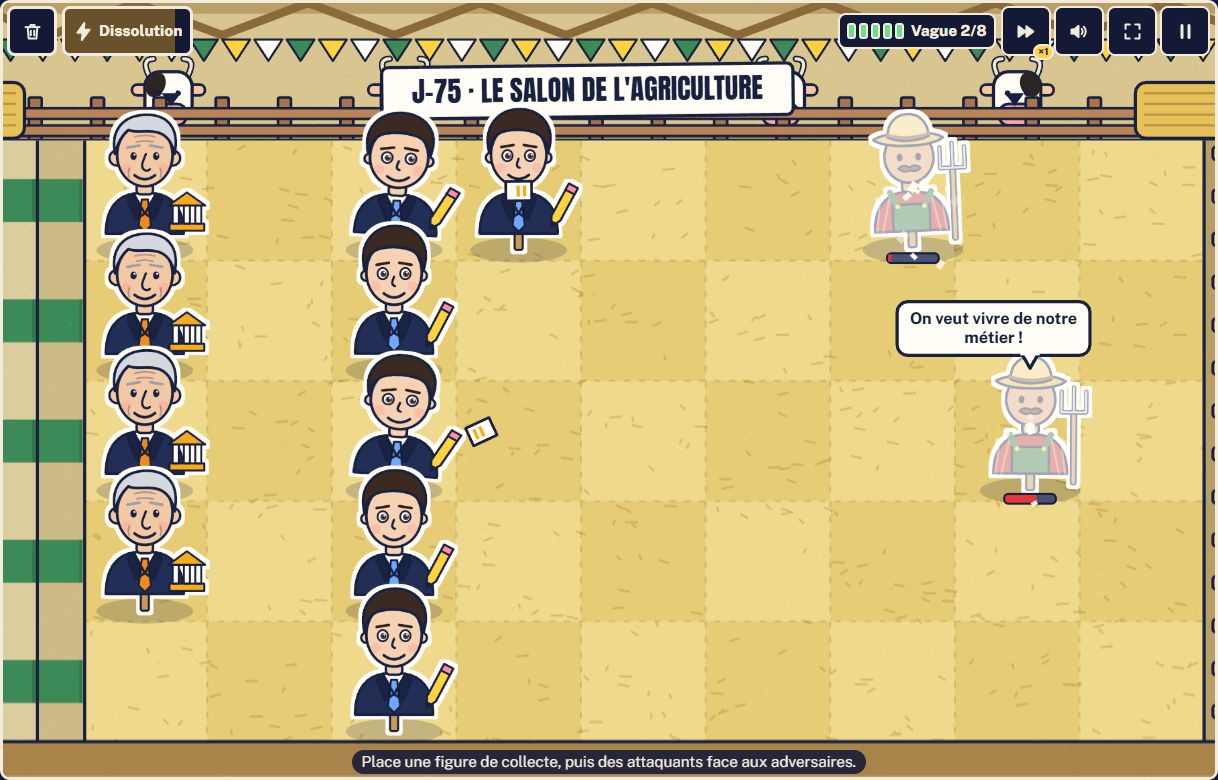 Dissolution
Vague 2/8
×1
J-75 · LE SALON DE L'AGRICULTURE
On veut vivre de notre
métier !
Place une figure de collecte, puis des attaquants face aux adversaires.